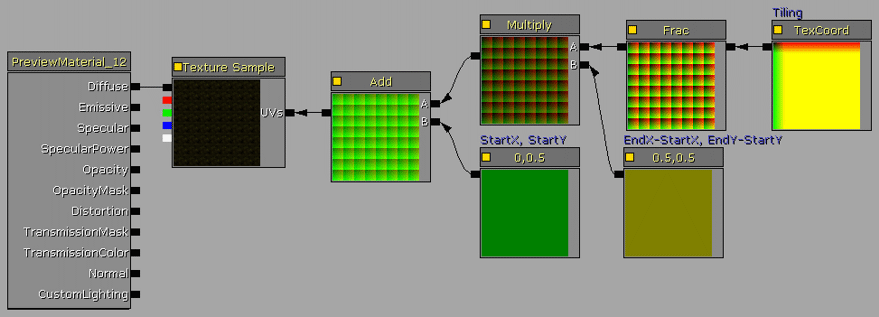 PreviewMaterial_12
Diffuse
Emissive
Specular
SpecularPower
Opacity
OpacityMask
Distortion
TransmissionMask
TransmissionColor
Normal
CustomLighting
Texture Sample
UVs
Add
A
B
Multiply
A
B
StartX, StartY
0,0.5
Frac
EndX-StartX, EndY-StartY
0.5,0.5
Tiling
TexCoord